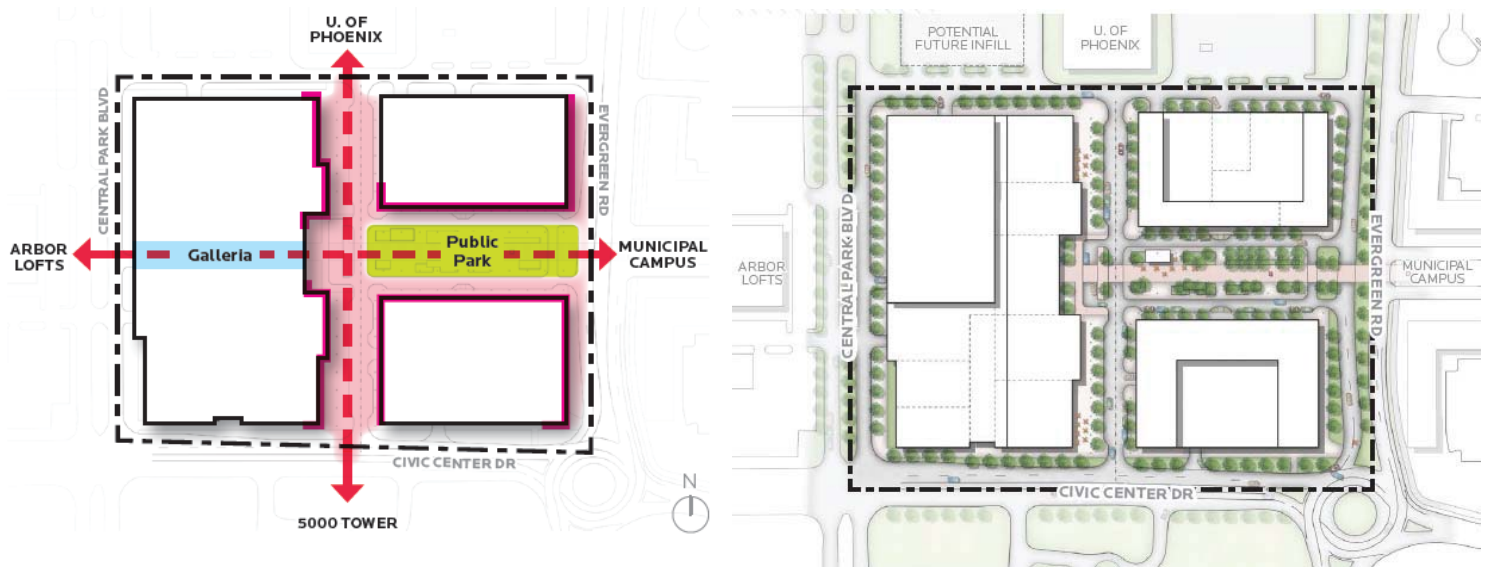 U. OF
PHOENIX
CENTRAL PARK BLVD
EVERGREEN RD
ARBOR
LOFTS
Galleria
Public
Park
MUNICIPAL
CAMPUS
CIVIC CENTER DR
5000 TOWER
N
POTENTIAL
FUTURE INFILL
U. OF
PHOENIX
CENTRAL PARK BLVD
ARBOR
LOFTS
EVERGREEN RD
MUNICIPAL
CAMPUS
CIVIC CENTER DR